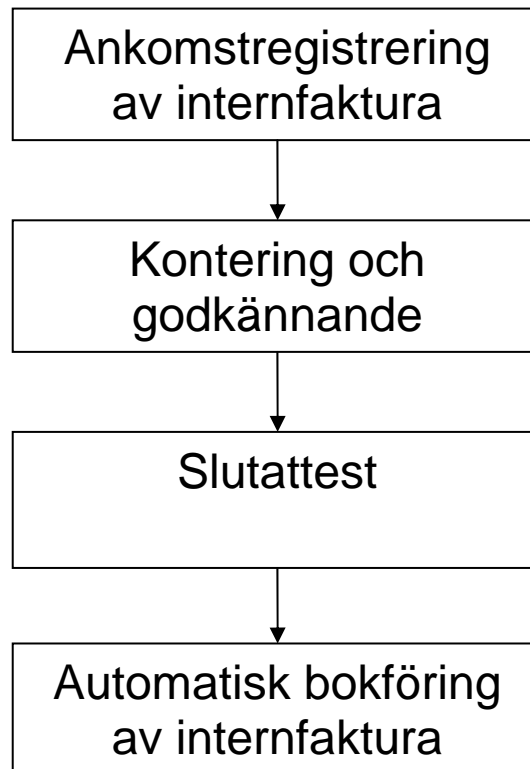 Ankomstregistrering
av internfaktura
Kontering och
godkännande
Slutattest
Automatisk bokföring
av internfaktura